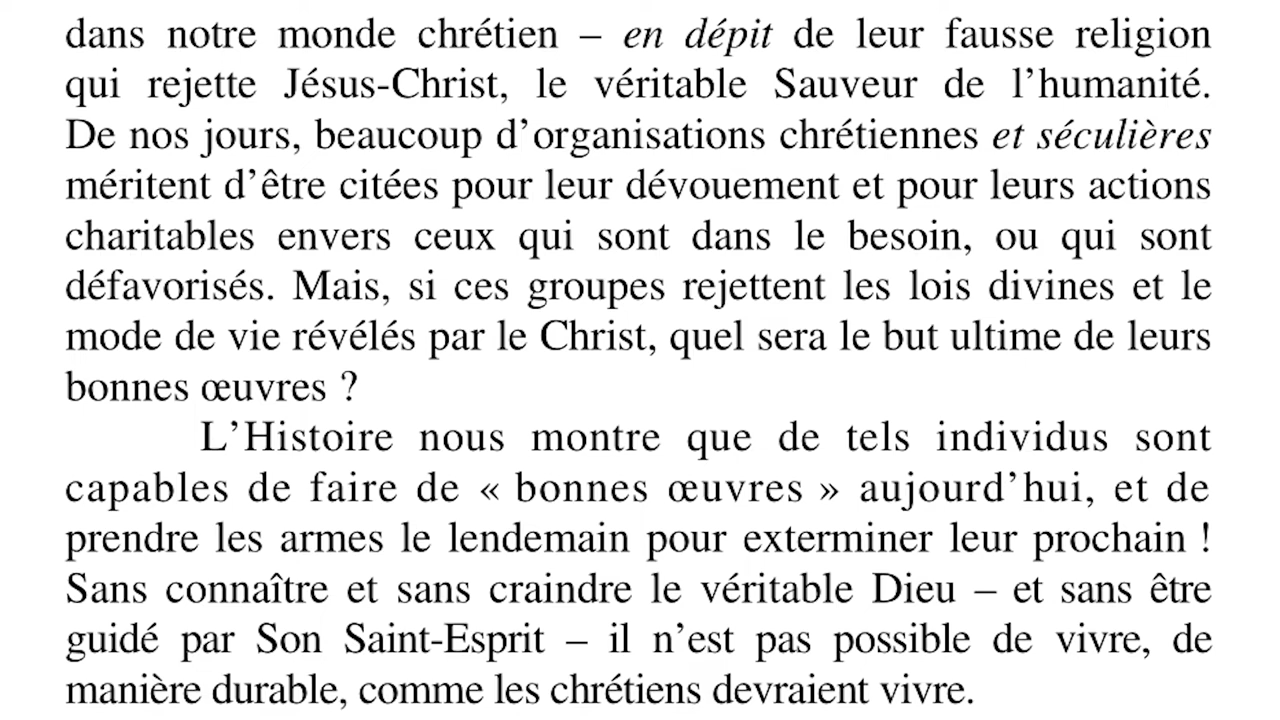 dans notre monde chrétien – en dépit de leur fausse religion
qui rejette Jésus-Christ, le véritable Sauveur de l’humanité.
De nos jours, beaucoup d’organisations chrétiennes et séculières
méritent d’être citées pour leur dévouement et pour leurs actions
charitables envers ceux qui sont dans le besoin, ou qui sont
défavorisés. Mais, si ces groupes rejettent les lois divines et le
mode de vie révélés par le Christ, quel sera le but ultime de leurs
bonnes œuvres ?
L’Histoire nous montre que de tels individus sont
capables de faire de « bonnes œuvres » aujourd’hui, et de
prendre les armes le lendemain pour exterminer leur prochain !
Sans connaître et sans craindre le véritable Dieu – et sans être
guidé par Son Saint-Esprit – il n’est pas possible de vivre, de
manière durable, comme les chrétiens devraient vivre.